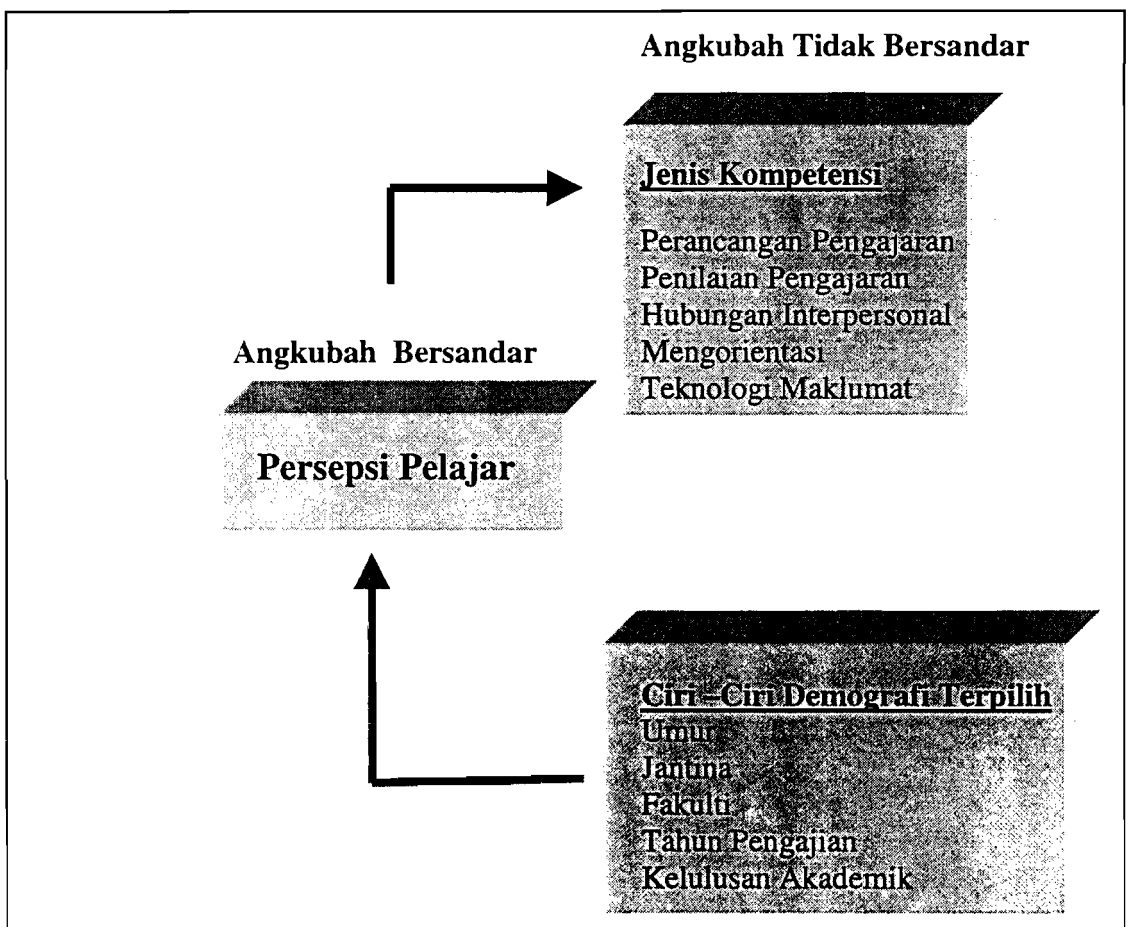 Angkubah Tidak Bersandar
Jenis Kompetensi
Perancangan Pengajaran
Penilaian Pengajaran
Hubungan Interpersonal
Mengorientasi
Teknologi Maklumat
Angkubah Bersandar
Persepsi Pelajar
Ciri –Ciri Demografi Terpilih
Umur
Jantina
Fakulti
Tahun Pengajian
Kelulusan Akademik